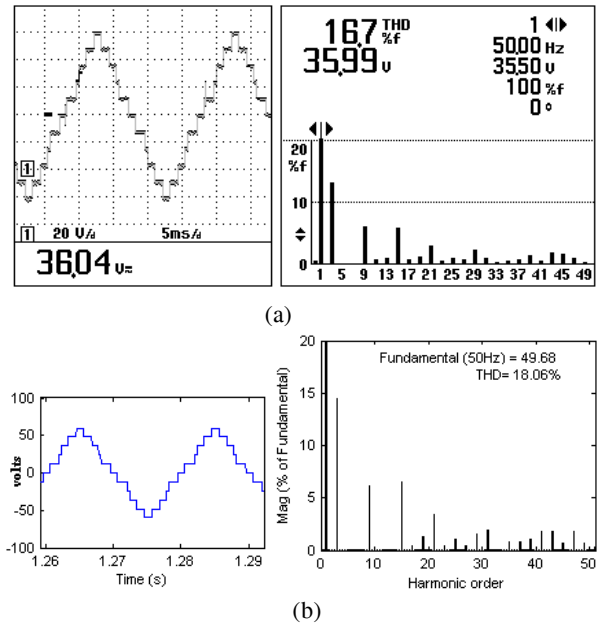 16.7 THD %f
35.99 V
1
50.00 Hz
35.50 V
100 %f
0°
1
1 20 V/d 5ms/d
36.04 V≂
20
%f
10
0
1 5 9 13 17 21 25 29 33 37 41 45 49
(a)
100
50
0
-50
-100
volts
1.26 1.27 1.28 1.29
Time (s)
Fundamental (50Hz) = 49.68
THD= 18.06%
20
15
10
5
0
Mag (% of Fundamental)
0 10 20 30 40 50
Harmonic order
(b)